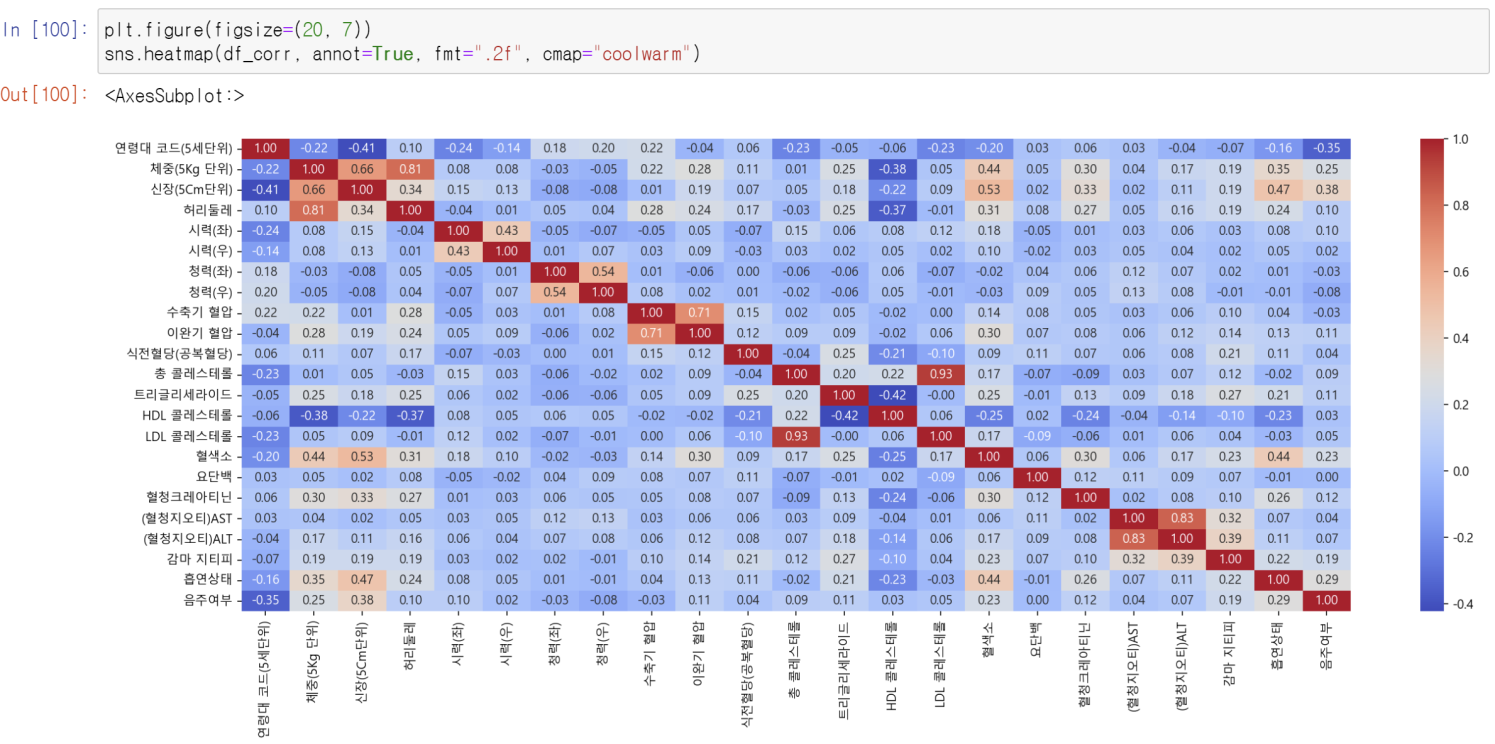 In [100]: plt.figure(figsize=(20, 7))
sns.heatmap(df_corr, annot=True, fmt=".2f", cmap="coolwarm")
Out[100]: <AxesSubplot:>
연령대 코드(5세단위) 1.00 -0.22 -0.41 0.10 -0.24 -0.14 0.18 0.20 0.22 -0.04 0.06 -0.23 -0.05 -0.06 -0.23 -0.20 0.03 0.06 0.03 -0.04 -0.07 -0.16 -0.35
체중(5Kg 단위) -0.22 1.00 0.66 0.81 0.08 0.08 -0.03 -0.05 0.22 0.28 0.11 0.01 0.25 -0.38 0.05 0.44 0.05 0.30 0.04 0.17 0.19 0.35 0.25
신장(5Cm단위) -0.41 0.66 1.00 0.34 0.15 0.13 -0.08 -0.08 0.01 0.19 0.07 0.05 0.18 -0.22 0.09 0.53 0.02 0.33 0.02 0.11 0.19 0.47 0.38
허리둘레 0.10 0.81 0.34 1.00 -0.04 0.01 0.05 0.04 0.28 0.24 0.17 -0.03 0.25 -0.37 -0.01 0.31 0.08 0.27 0.05 0.16 0.19 0.24 0.10
시력(좌) -0.24 0.08 0.15 -0.04 1.00 0.43 -0.05 -0.07 -0.05 0.05 -0.07 0.15 0.06 0.08 0.12 0.18 -0.05 0.01 0.03 0.06 0.03 0.08 0.10
시력(우) -0.14 0.08 0.13 0.01 0.43 1.00 0.01 0.07 0.03 0.09 -0.03 0.03 0.02 0.05 0.02 0.10 -0.02 0.03 0.05 0.04 0.02 0.05 0.02
청력(좌) 0.18 -0.03 -0.08 0.05 -0.05 0.01 1.00 0.54 0.01 -0.06 0.00 -0.06 -0.06 0.06 -0.07 -0.02 0.04 0.06 0.12 0.07 0.02 0.01 -0.03
청력(우) 0.20 -0.05 -0.08 0.04 -0.07 0.07 0.54 1.00 0.08 0.02 0.01 -0.02 -0.06 0.05 -0.01 -0.03 0.09 0.05 0.13 0.08 -0.01 -0.01 -0.08
수축기 혈압 0.22 0.22 0.01 0.28 -0.05 0.03 0.01 0.08 1.00 0.71 0.15 0.02 0.05 -0.02 0.00 0.14 0.08 0.05 0.03 0.06 0.10 0.04 -0.03
이완기 혈압 -0.04 0.28 0.19 0.24 0.05 0.09 -0.06 0.02 0.71 1.00 0.12 0.09 0.09 -0.02 0.06 0.30 0.07 0.08 0.06 0.12 0.14 0.13 0.11
식전혈당(공복혈당) 0.06 0.11 0.07 0.17 -0.07 -0.03 0.00 0.01 0.15 0.12 1.00 -0.04 0.25 -0.21 -0.10 0.09 0.11 0.07 0.06 0.08 0.21 0.11 0.04
총 콜레스테롤 -0.23 0.01 0.05 -0.03 0.15 0.03 -0.06 -0.02 0.02 0.09 -0.04 1.00 0.20 0.22 0.93 0.17 -0.07 -0.09 0.03 0.07 0.12 -0.02 0.09
트리글리세라이드 -0.05 0.25 0.18 0.25 0.06 0.02 -0.06 -0.06 0.05 0.09 0.25 0.20 1.00 -0.42 -0.00 0.25 -0.01 0.13 0.09 0.18 0.27 0.21 0.11
HDL 콜레스테롤 -0.06 -0.38 -0.22 -0.37 0.08 0.05 0.06 0.05 -0.02 -0.02 -0.21 0.22 -0.42 1.00 0.06 -0.25 0.02 -0.24 -0.04 -0.14 -0.10 -0.23 0.03
LDL 콜레스테롤 -0.23 0.05 0.09 -0.01 0.12 0.02 -0.07 -0.01 0.00 0.06 -0.10 0.93 -0.00 0.06 1.00 0.17 -0.09 -0.06 0.01 0.06 0.04 -0.03 0.05
혈색소 -0.20 0.44 0.53 0.31 0.18 0.10 -0.02 -0.03 0.14 0.30 0.09 0.17 0.25 -0.25 0.17 1.00 0.06 0.30 0.06 0.17 0.23 0.44 0.23
요단백 0.03 0.05 0.02 0.08 -0.05 -0.02 0.04 0.09 0.08 0.07 0.11 -0.07 -0.01 0.02 -0.09 0.06 1.00 0.12 0.11 0.09 0.07 -0.01 0.00
혈청크레아티닌 0.06 0.30 0.33 0.27 0.01 0.03 0.06 0.05 0.05 0.08 0.07 -0.09 0.13 -0.24 -0.06 0.30 0.12 1.00 0.02 0.08 0.10 0.26 0.12
(혈청지오티)AST 0.03 0.04 0.02 0.05 0.03 0.05 0.12 0.13 0.03 0.06 0.06 0.03 0.09 -0.04 0.01 0.06 0.11 0.02 1.00 0.83 0.32 0.07 0.04
(혈청지오티)ALT -0.04 0.17 0.11 0.16 0.06 0.04 0.07 0.08 0.06 0.12 0.08 0.07 0.18 -0.14 0.06 0.17 0.09 0.08 0.83 1.00 0.39 0.11 0.07
감마 지티피 -0.07 0.19 0.19 0.19 0.03 0.02 0.02 -0.01 0.10 0.14 0.21 0.12 0.27 -0.10 0.04 0.23 0.07 0.10 0.32 0.39 1.00 0.22 0.19
흡연상태 -0.16 0.35 0.47 0.24 0.08 0.05 0.01 -0.01 0.04 0.13 0.11 -0.02 0.21 -0.23 -0.03 0.44 -0.01 0.26 0.07 0.11 0.22 1.00 0.29
음주여부 -0.35 0.25 0.38 0.10 0.10 0.02 -0.03 -0.08 -0.03 0.11 0.04 0.09 0.11 0.03 0.05 0.23 0.00 0.12 0.04 0.07 0.19 0.29 1.00
연령대 코드(5세단위)
체중(5Kg 단위)
신장(5Cm단위)
허리둘레
시력(좌)
시력(우)
청력(좌)
청력(우)
수축기 혈압
이완기 혈압
식전혈당(공복혈당)
총 콜레스테롤
트리글리세라이드
HDL 콜레스테롤
LDL 콜레스테롤
혈색소
요단백
혈청크레아티닌
(혈청지오티)AST
(혈청지오티)ALT
감마 지티피
흡연상태
음주여부
1.0
0.8
0.6
0.4
0.2
0.0
-0.2
-0.4